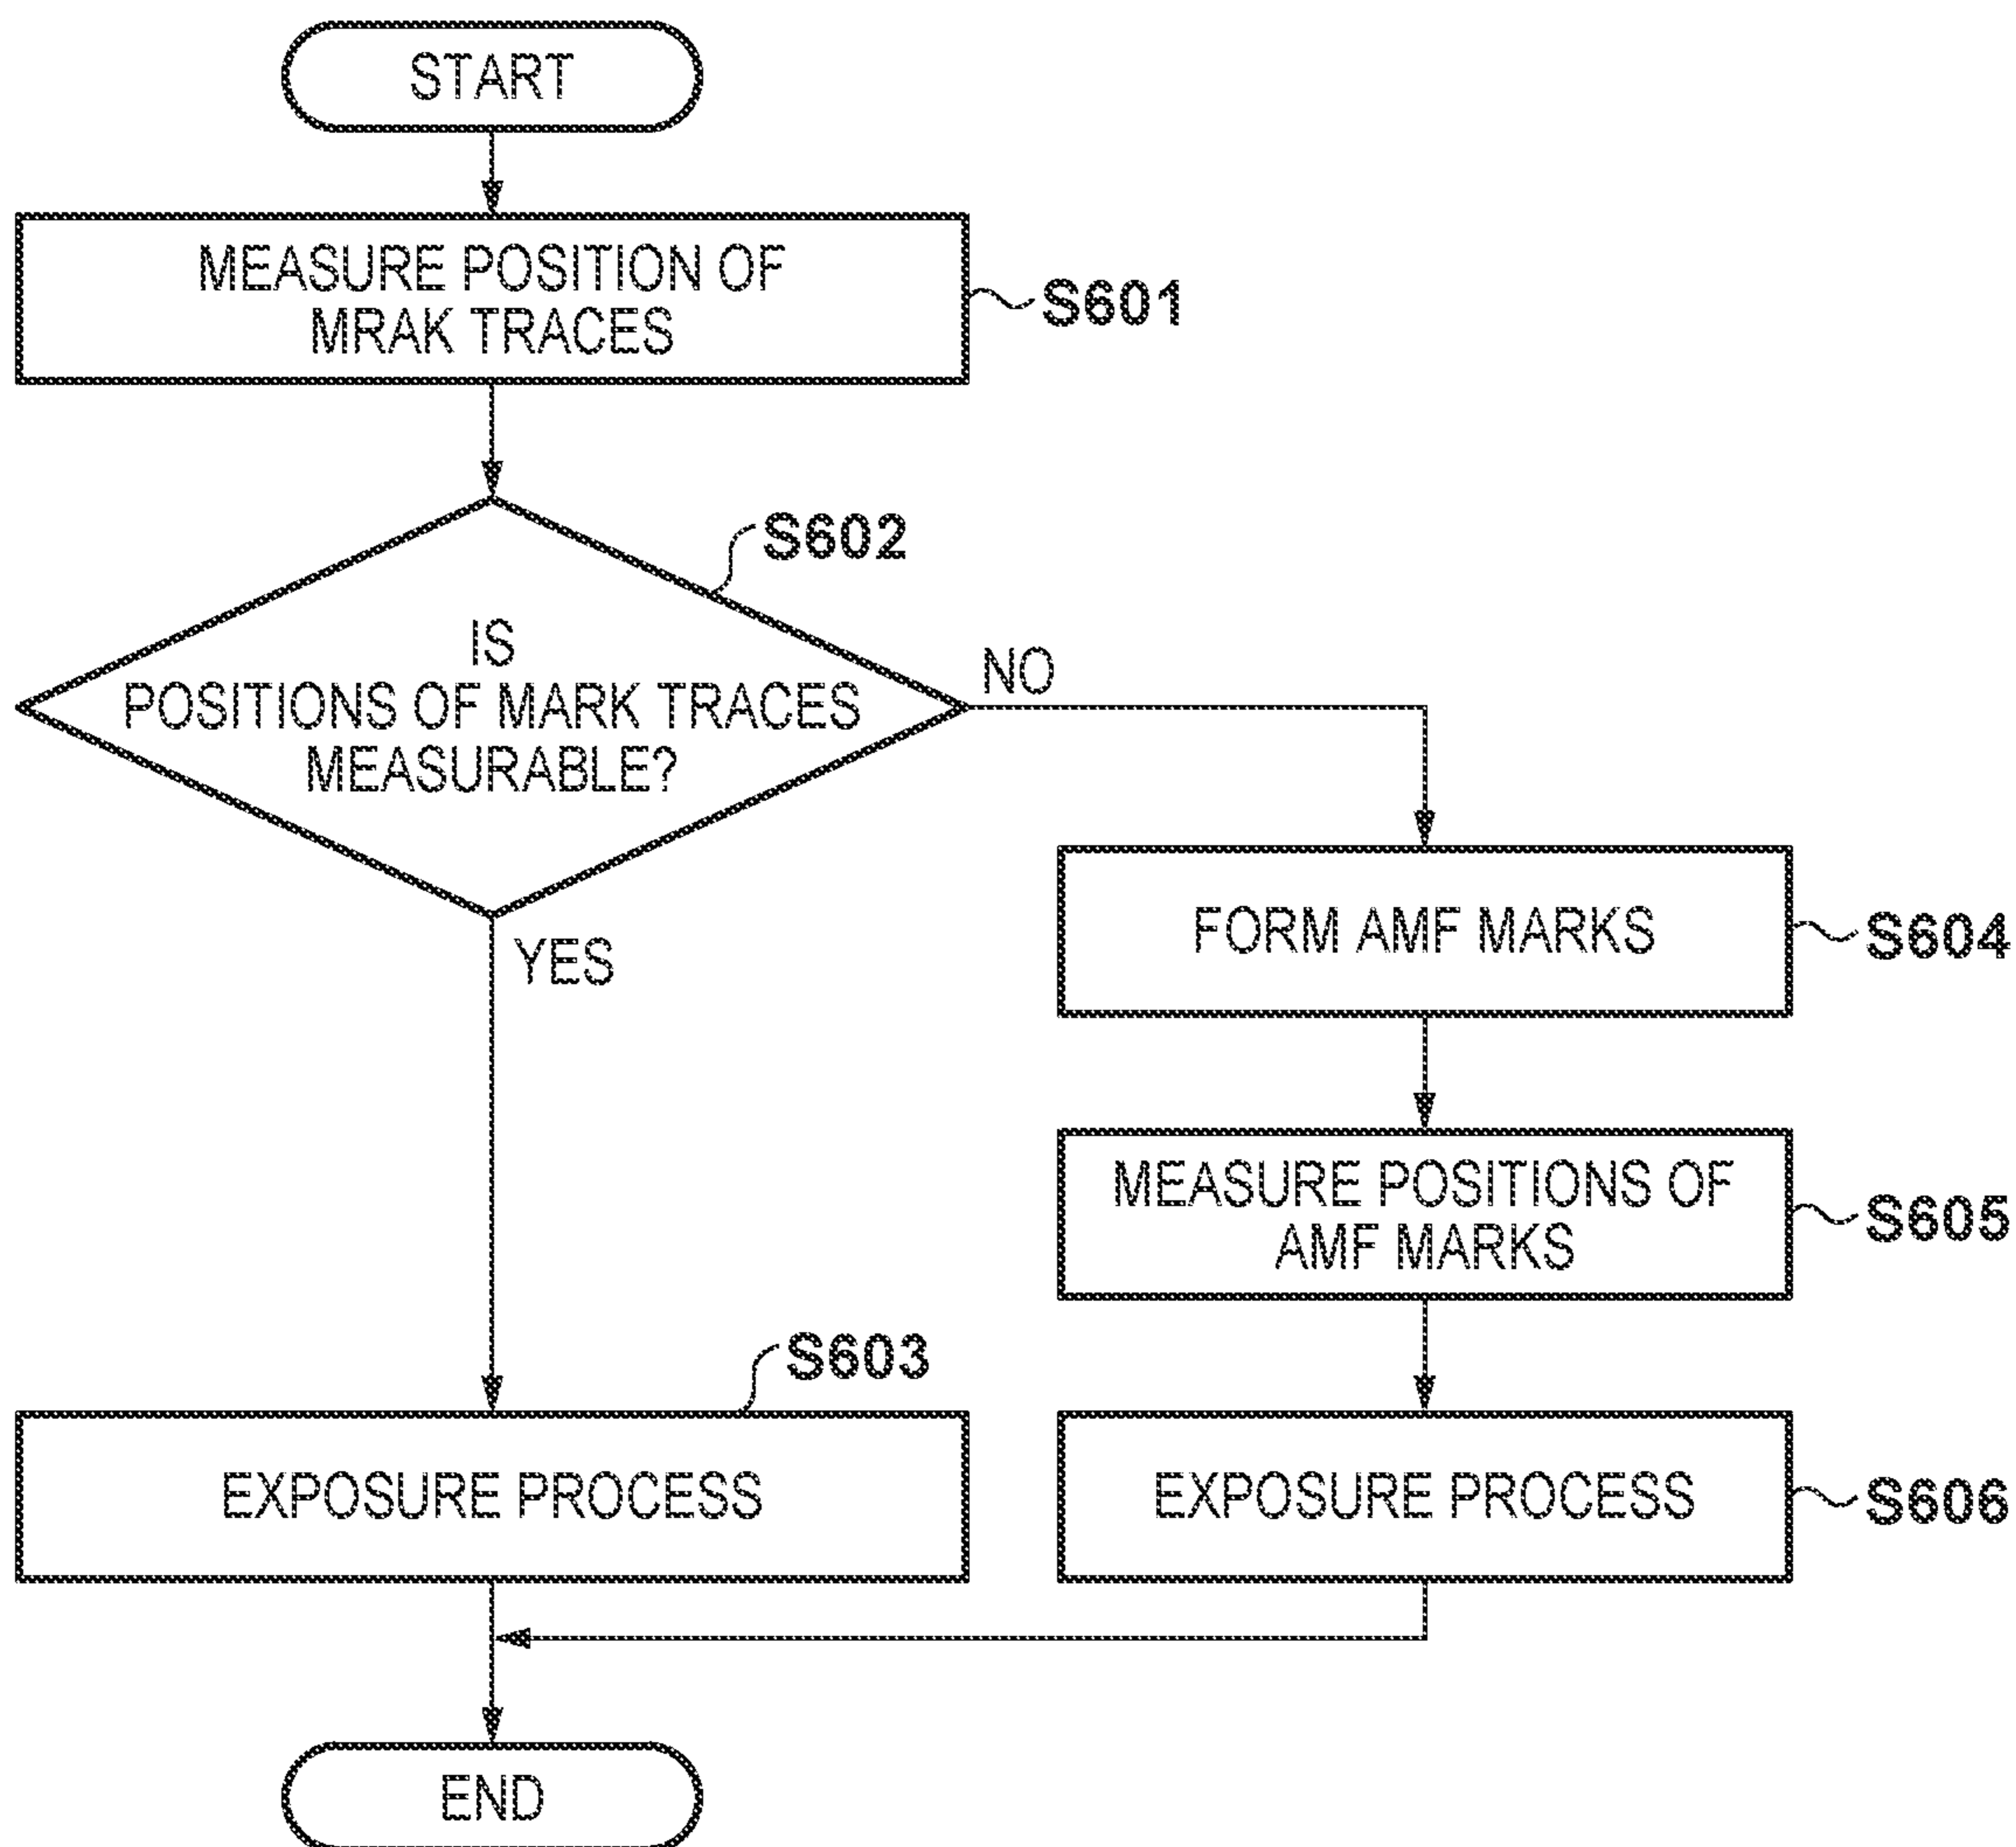 START
MEASURE POSITION OF
MRAK TRACES
S601
S602
IS
POSITIONS OF MARK TRACES
MEASURABLE?
NO
YES
FORM AMF MARKS
S604
MEASURE POSITIONS OF
AMF MARKS
S605
S603
EXPOSURE PROCESS
EXPOSURE PROCESS
S606
END